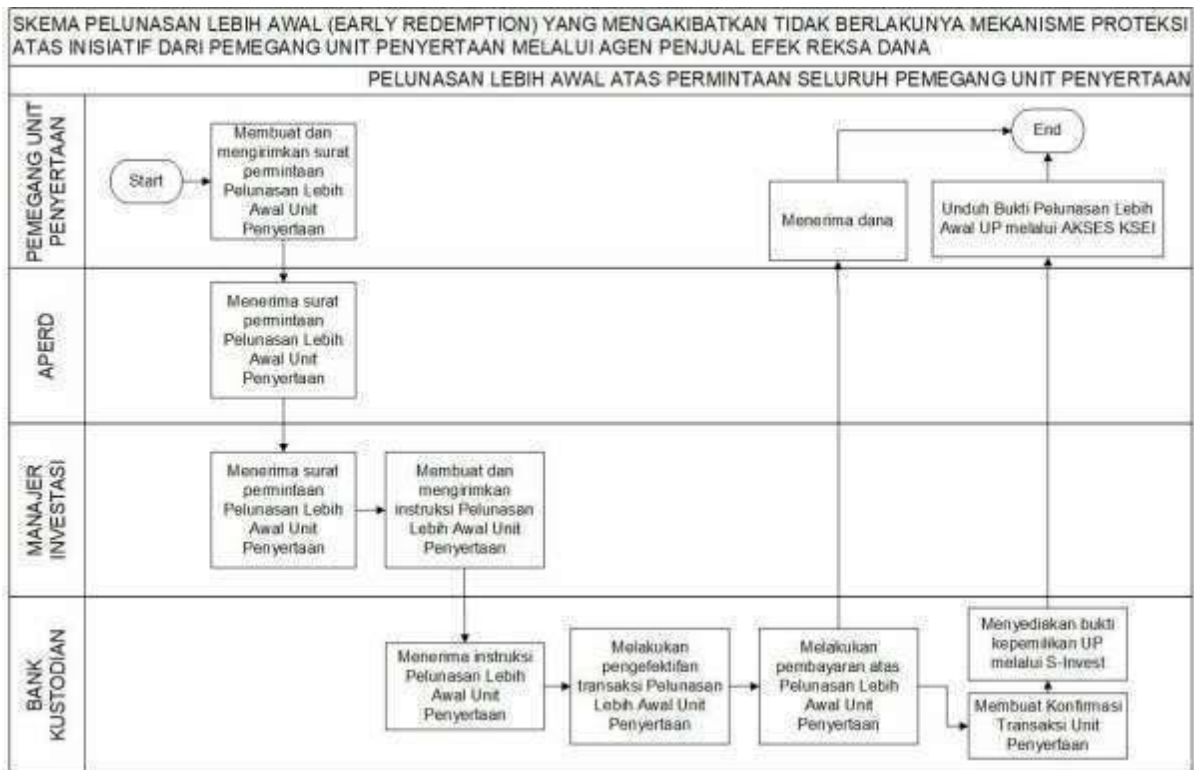 SKEMA PELUNASAN LEBIH AWAL (EARLY REDEMPTION) YANG MENGAKIBATKAN TIDAK BERLAKUNYA MEKANISME PROTEKSI
ATAS INISIATIF DARI PEMEGANG UNIT PENYERTAAN MELALUI AGEN PENJUAL EFEK REKSA DANA
PELUNASAN LEBIH AWAL ATAS PERMINTAAN SELURUH PEMEGANG UNIT PENYERTAAN
PEMEGANG UNIT
PENYERTAAN
Start
Membuat dan
mengirimkan surat
permintaan
Pelunasan Lebih
Awal Unit
Penyertaan
Menerima dana
End
Unduh Bukti Pelunasan Lebih
Awal UP melalui AKSES KSEI
APERD
Menerima surat
permintaan
Pelunasan Lebih
Awal Unit
Penyertaan
MANAJER
INVESTASI
Menerima surat
permintaan
Pelunasan Lebih
Awal Unit
Penyertaan
Membuat dan
mengirimkan
instruksi Pelunasan
Lebih Awal Unit
Penyertaan
BANK
KUSTODIAN
Menerima instruksi
Pelunasan Lebih
Awal Unit
Penyertaan
Melakukan
pengefektifan
transaksi Pelunasan
Lebih Awal Unit
Penyertaan
Melakukan
pembayaran atas
Pelunasan Lebih
Awal Unit
Penyertaan
Menyediakan bukti
kepemilikan UP
melalui S-Invest
Membuat Konfirmasi
Transaksi Unit
Penyertaan